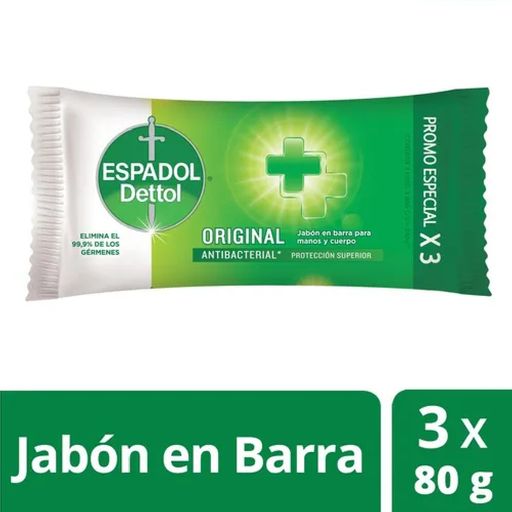 ESPADOL
Dettol
ELIMINA EL
99,9% DE LOS
GÉRMENES
ORIGINAL
ANTIBACTERIAL*
Jabón en barra para
manos y cuerpo
PROTECCIÓN SUPERIOR
PROMO ESPECIAL X 3
Jabón en Barra
3 X
80 g